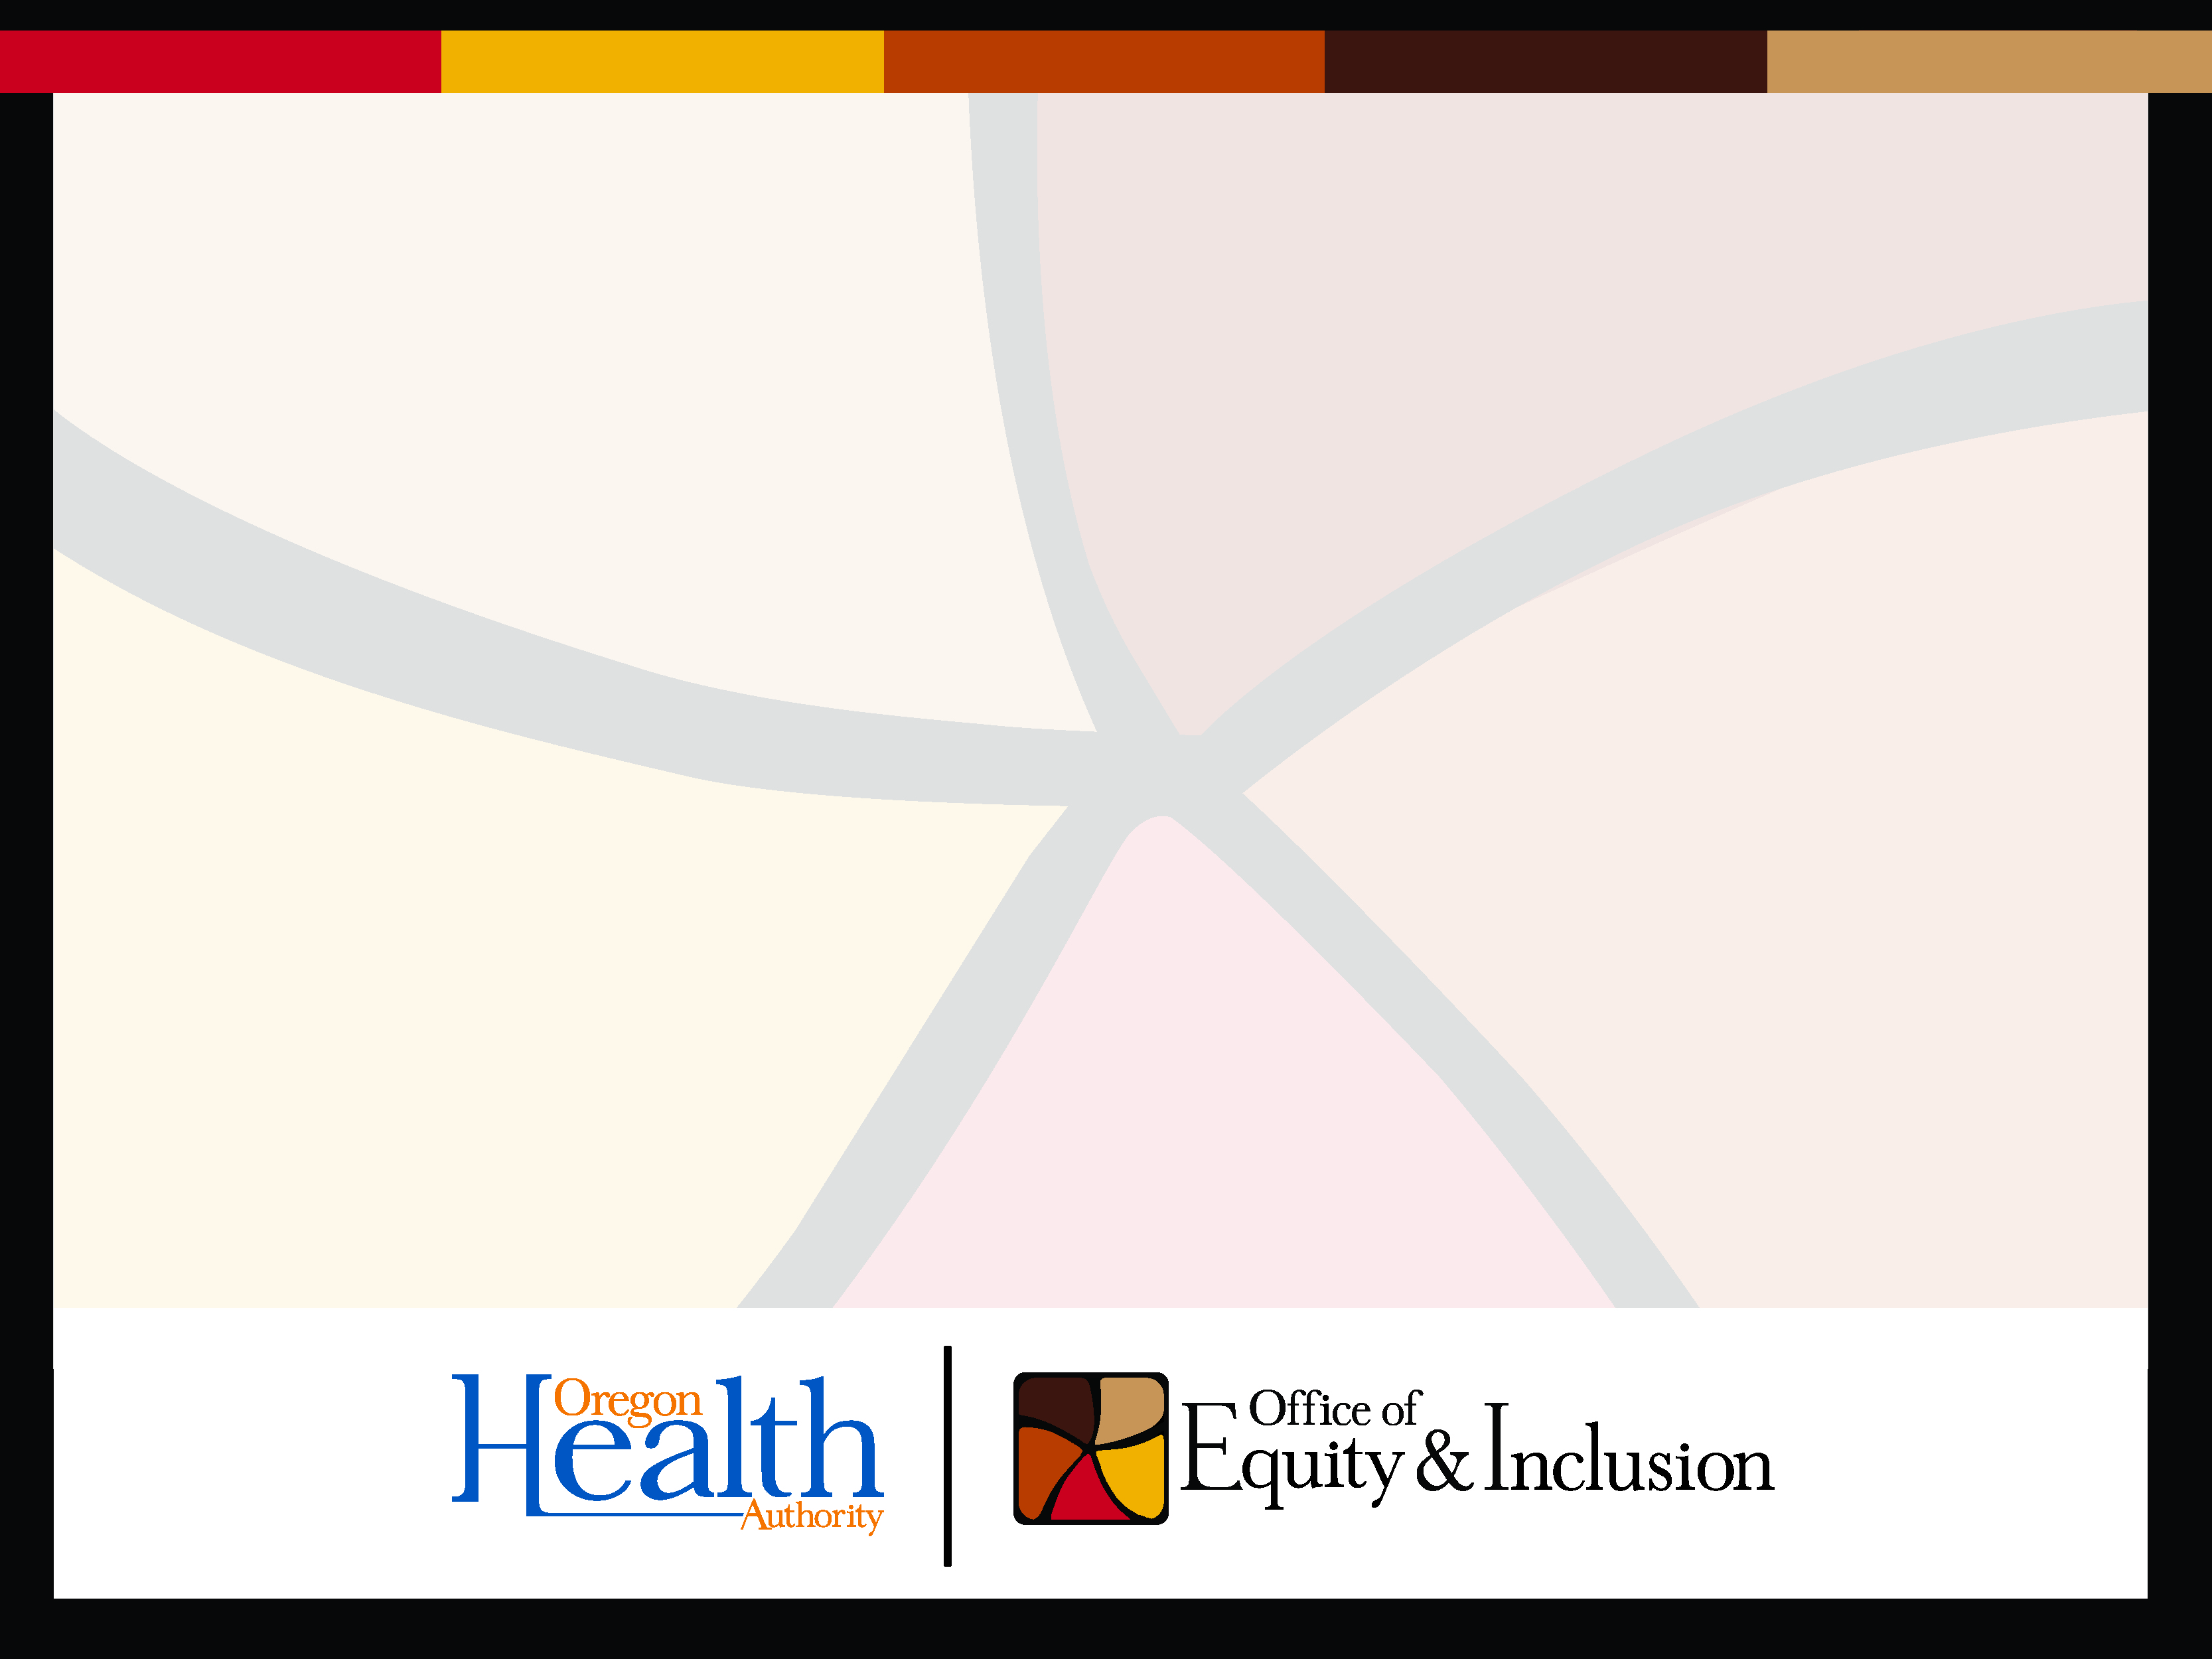 Oregon
Health
Authority
Office of
Equity & Inclusion